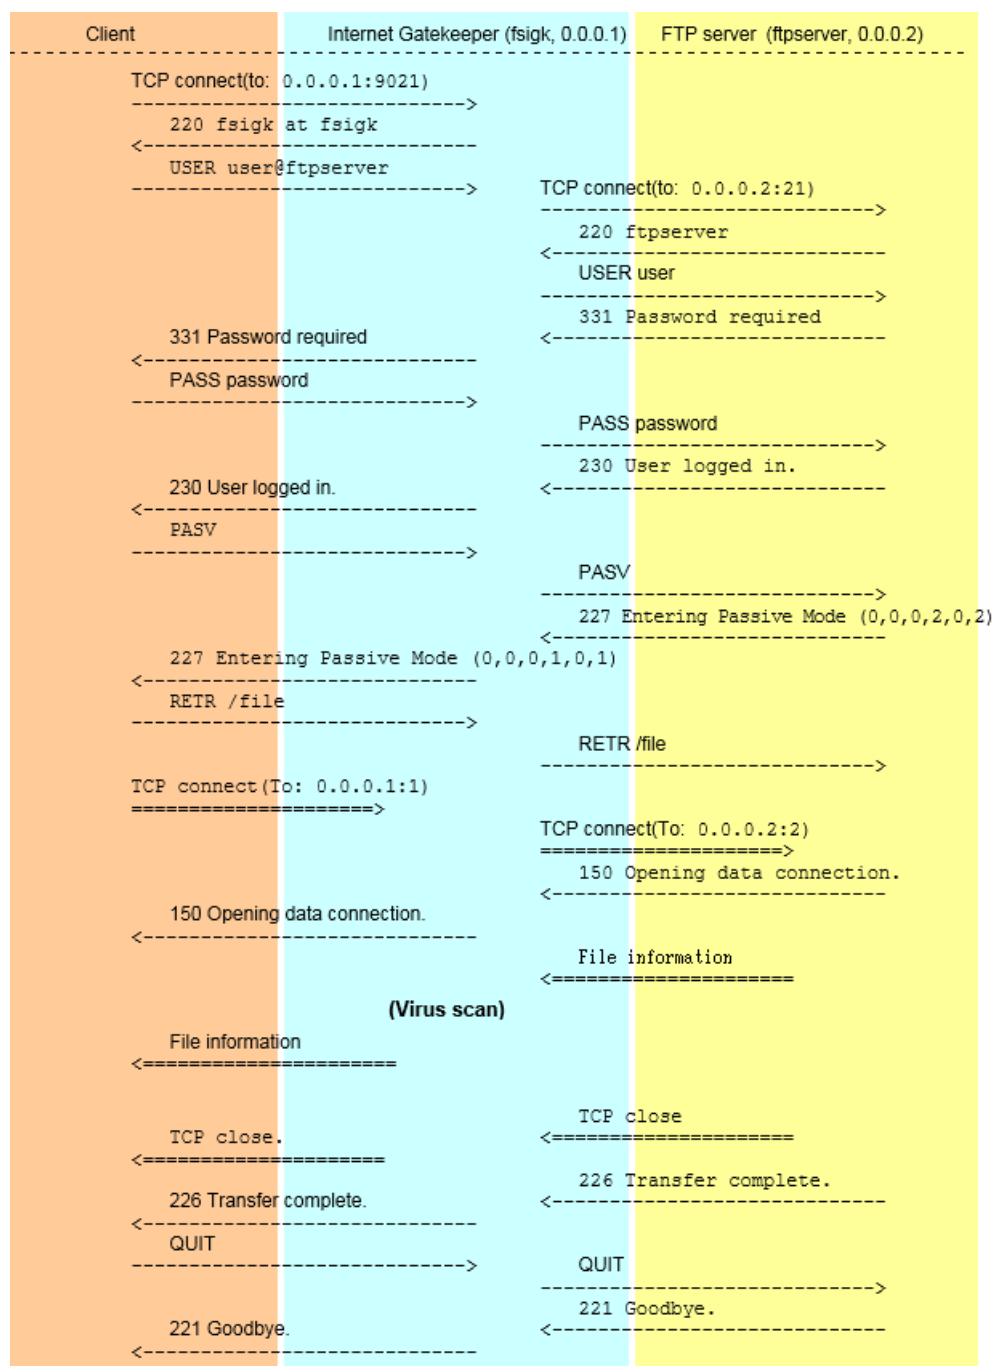 Client Internet Gatekeeper (fsigk, 0.0.0.1) FTP server (ftpserver, 0.0.0.2)
TCP connect(to: 0.0.0.1:9021)
220 fsigk at fsigk
USER user@ftpserver
TCP connect(to: 0.0.0.2:21)
220 ftpserver
USER user
331 Password required
331 Password required
PASS password
PASS password
230 User logged in.
230 User logged in.
PASV
PASV
227 Entering Passive Mode (0,0,0,2,0,2)
227 Entering Passive Mode (0,0,0,1,0,1)
RETR /file
RETR /file
TCP connect(To: 0.0.0.1:1)
TCP connect(To: 0.0.0.2:2)
150 Opening data connection.
150 Opening data connection.
File information
(Virus scan)
File information
TCP close
TCP close.
226 Transfer complete.
226 Transfer complete.
QUIT
QUIT
221 Goodbye.
221 Goodbye.